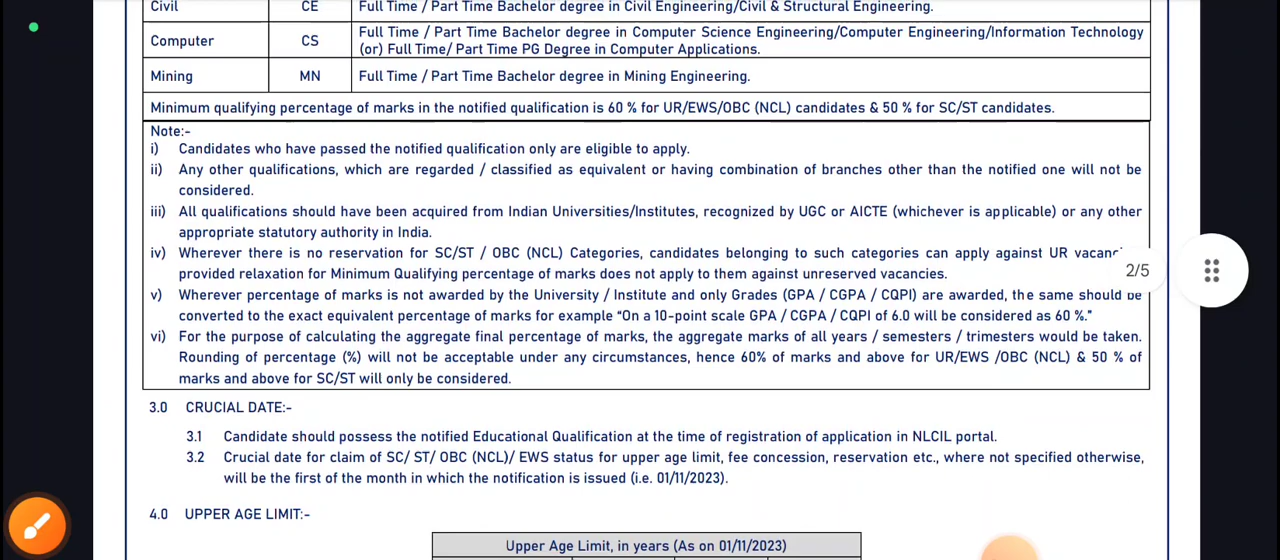 Civil CE Full Time / Part Time Bachelor degree in Civil Engineering/Civil & Structural Engineering.
Computer CS Full Time / Part Time Bachelor degree in Computer Science Engineering/Computer Engineering/Information Technology
(or) Full Time/ Part Time PG Degree in Computer Applications.
Mining MN Full Time / Part Time Bachelor degree in Mining Engineering.
Minimum qualifying percentage of marks in the notified qualification is 60 % for UR/EWS/OBC (NCL) candidates & 50 % for SC/ST candidates.
Note:-
i) Candidates who have passed the notified qualification only are eligible to apply.
ii) Any other qualifications, which are regarded / classified as equivalent or having combination of branches other than the notified one will not be
considered.
iii) All qualifications should have been acquired from Indian Universities/Institutes, recognized by UGC or AICTE (whichever is applicable) or any other
appropriate statutory authority in India.
iv) Wherever there is no reservation for SC/ST / OBC (NCL) Categories, candidates belonging to such categories can apply against UR
provided relaxation for Minimum Qualifying percentage of marks does not apply to them against unreserved vacancies.
2/5
v) Wherever percentage of marks is not awarded by the University / Institute and only Grades (GPA / CGPA / CQPI) are awarded, the same should be
converted to the exact equivalent percentage of marks for example “On a 10-point scale GPA / CGPA / CQPI of 6.0 will be considered as 60 %.”
vi) For the purpose of calculating the aggregate final percentage of marks, the aggregate marks of all years / semesters / trimesters would be taken.
Rounding of percentage (%) will not be acceptable under any circumstances, hence 60% of marks and above for UR/EWS /OBC (NCL) & 50 % of
marks and above for SC/ST will only be considered.
3.0 CRUCIAL DATE:-
3.1 Candidate should possess the notified Educational Qualification at the time of registration of application in NLCIL portal.
3.2 Crucial date for claim of SC/ ST/ OBC (NCL)/ EWS status for upper age limit, fee concession, reservation etc., where not specified otherwise,
will be the first of the month in which the notification is issued (i.e. 01/11/2023).
4.0 UPPER AGE LIMIT:-
Upper Age Limit, in years (As on 01/11/2023)